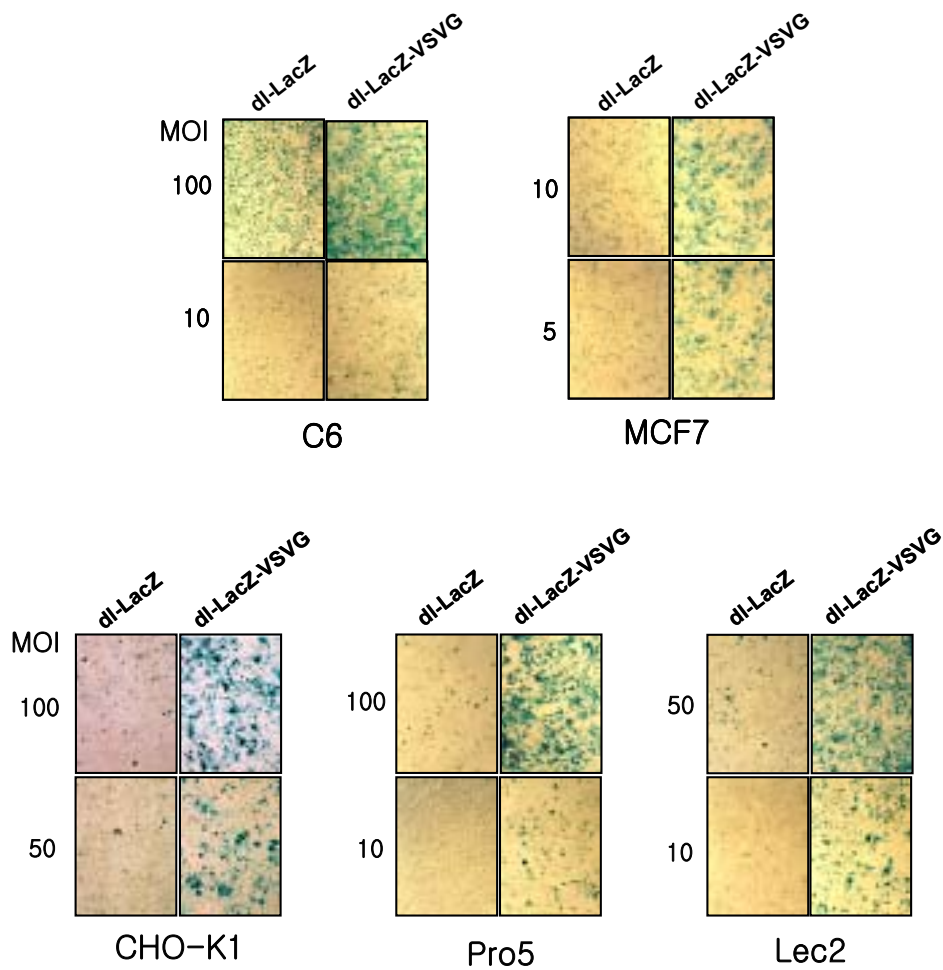 dl-LacZ
dl-LacZ-VSVG
dl-LacZ
dl-LacZ-VSVG
MOI
100
10
10
5
C6
MCF7
dl-LacZ
dl-LacZ-VSVG
dl-LacZ
dl-LacZ-VSVG
dl-LacZ
dl-LacZ-VSVG
MOI
100
100
50
50
10
10
CHO-K1
Pro5
Lec2